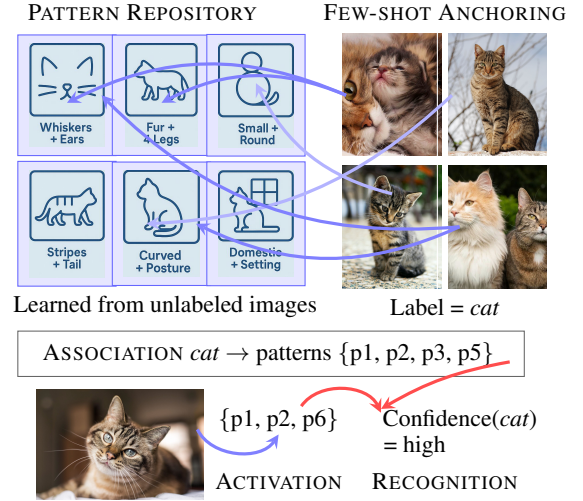 PATTERN REPOSITORY
FEW-SHOT ANCHORING
Whiskers
+ Ears
Fur +
4 Legs
Small +
Round
Stripes
+ Tail
Curved
+ Posture
Domestic
+ Setting
Learned from unlabeled images
Label = cat
ASSOCIATION cat → patterns {p1, p2, p3, p5}
{p1, p2, p6}
Confidence(cat)
= high
ACTIVATION
RECOGNITION